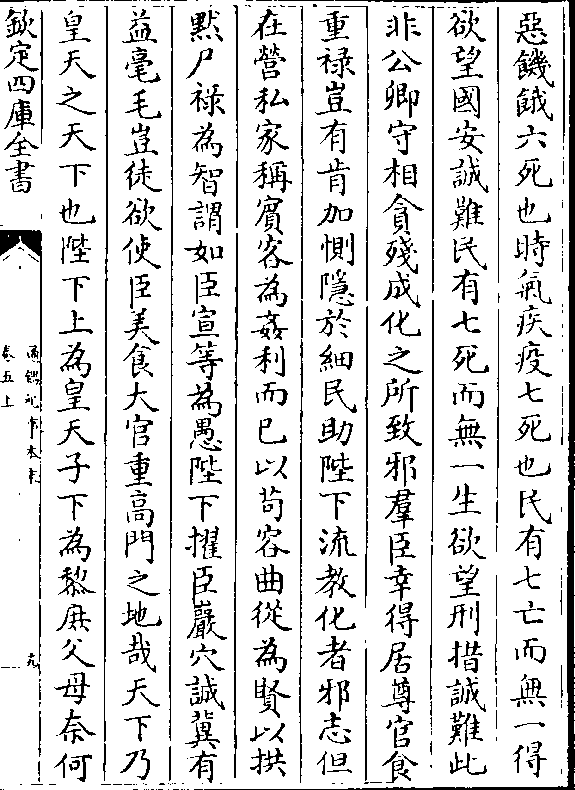 惡饑餓六死也時氣疾疫七死也民有七亡而無一得
欲望國安誠難民有七死而無一生欲望刑措誠難此
非公卿守相貪殘成化之所致邪羣臣幸得居尊官食
重祿豈有肯加惻隱於細民助陛下流教化者邪志但
在營私家稱賓客為姦利而已以苟容曲從為賢以拱
黙尸祿為智謂如臣宣等為愚陛下擢臣巖穴誠冀有
益毫毛豈徒欲使臣美食大官重高門之地哉天下乃
皇天之天下也陛下上為皇天子下為黎庶父母奈何
欽定四庫全書
通鑑紀事本末
卷五上
九